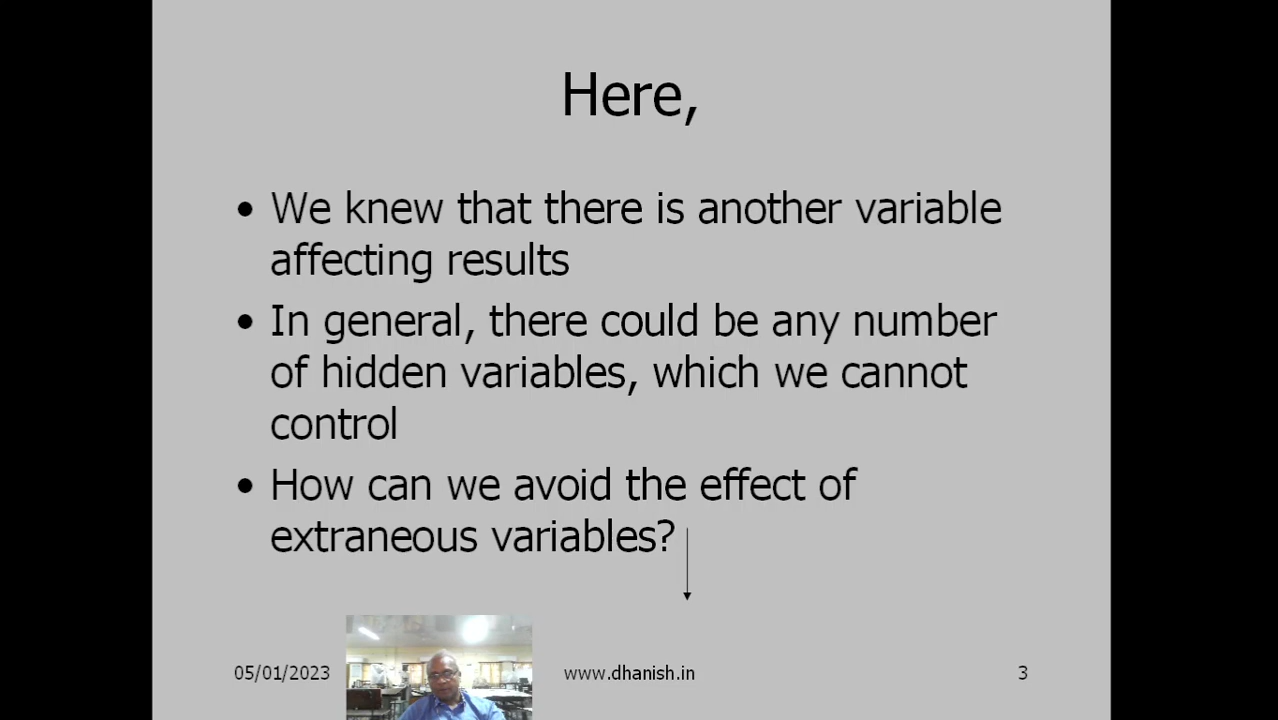 Here,
• We knew that there is another variable
affecting results
• In general, there could be any number
of hidden variables, which we cannot
control
• How can we avoid the effect of
extraneous variables?
05/01/2023 www.dhanish.in 3